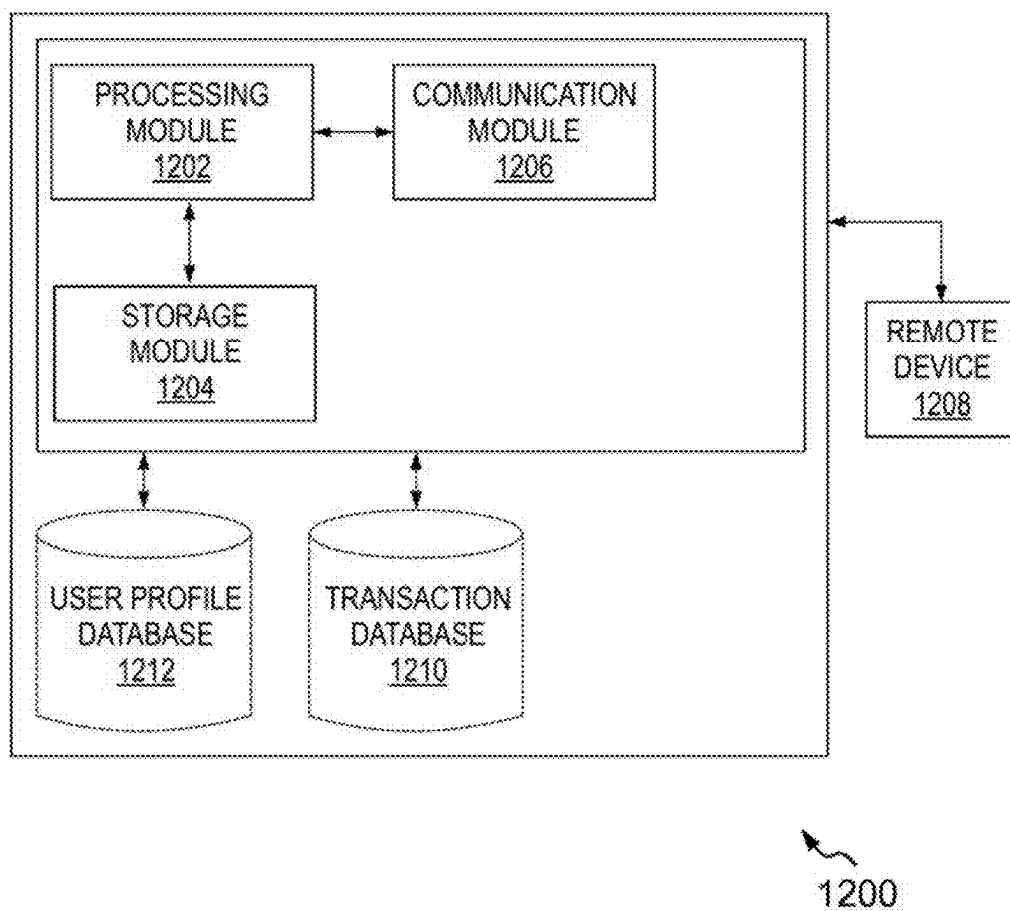 PROCESSING
MODULE
1202
COMMUNICATION
MODULE
1206
STORAGE
MODULE
1204
REMOTE
DEVICE
1208
USER PROFILE
DATABASE
1212
TRANSACTION
DATABASE
1210
1200